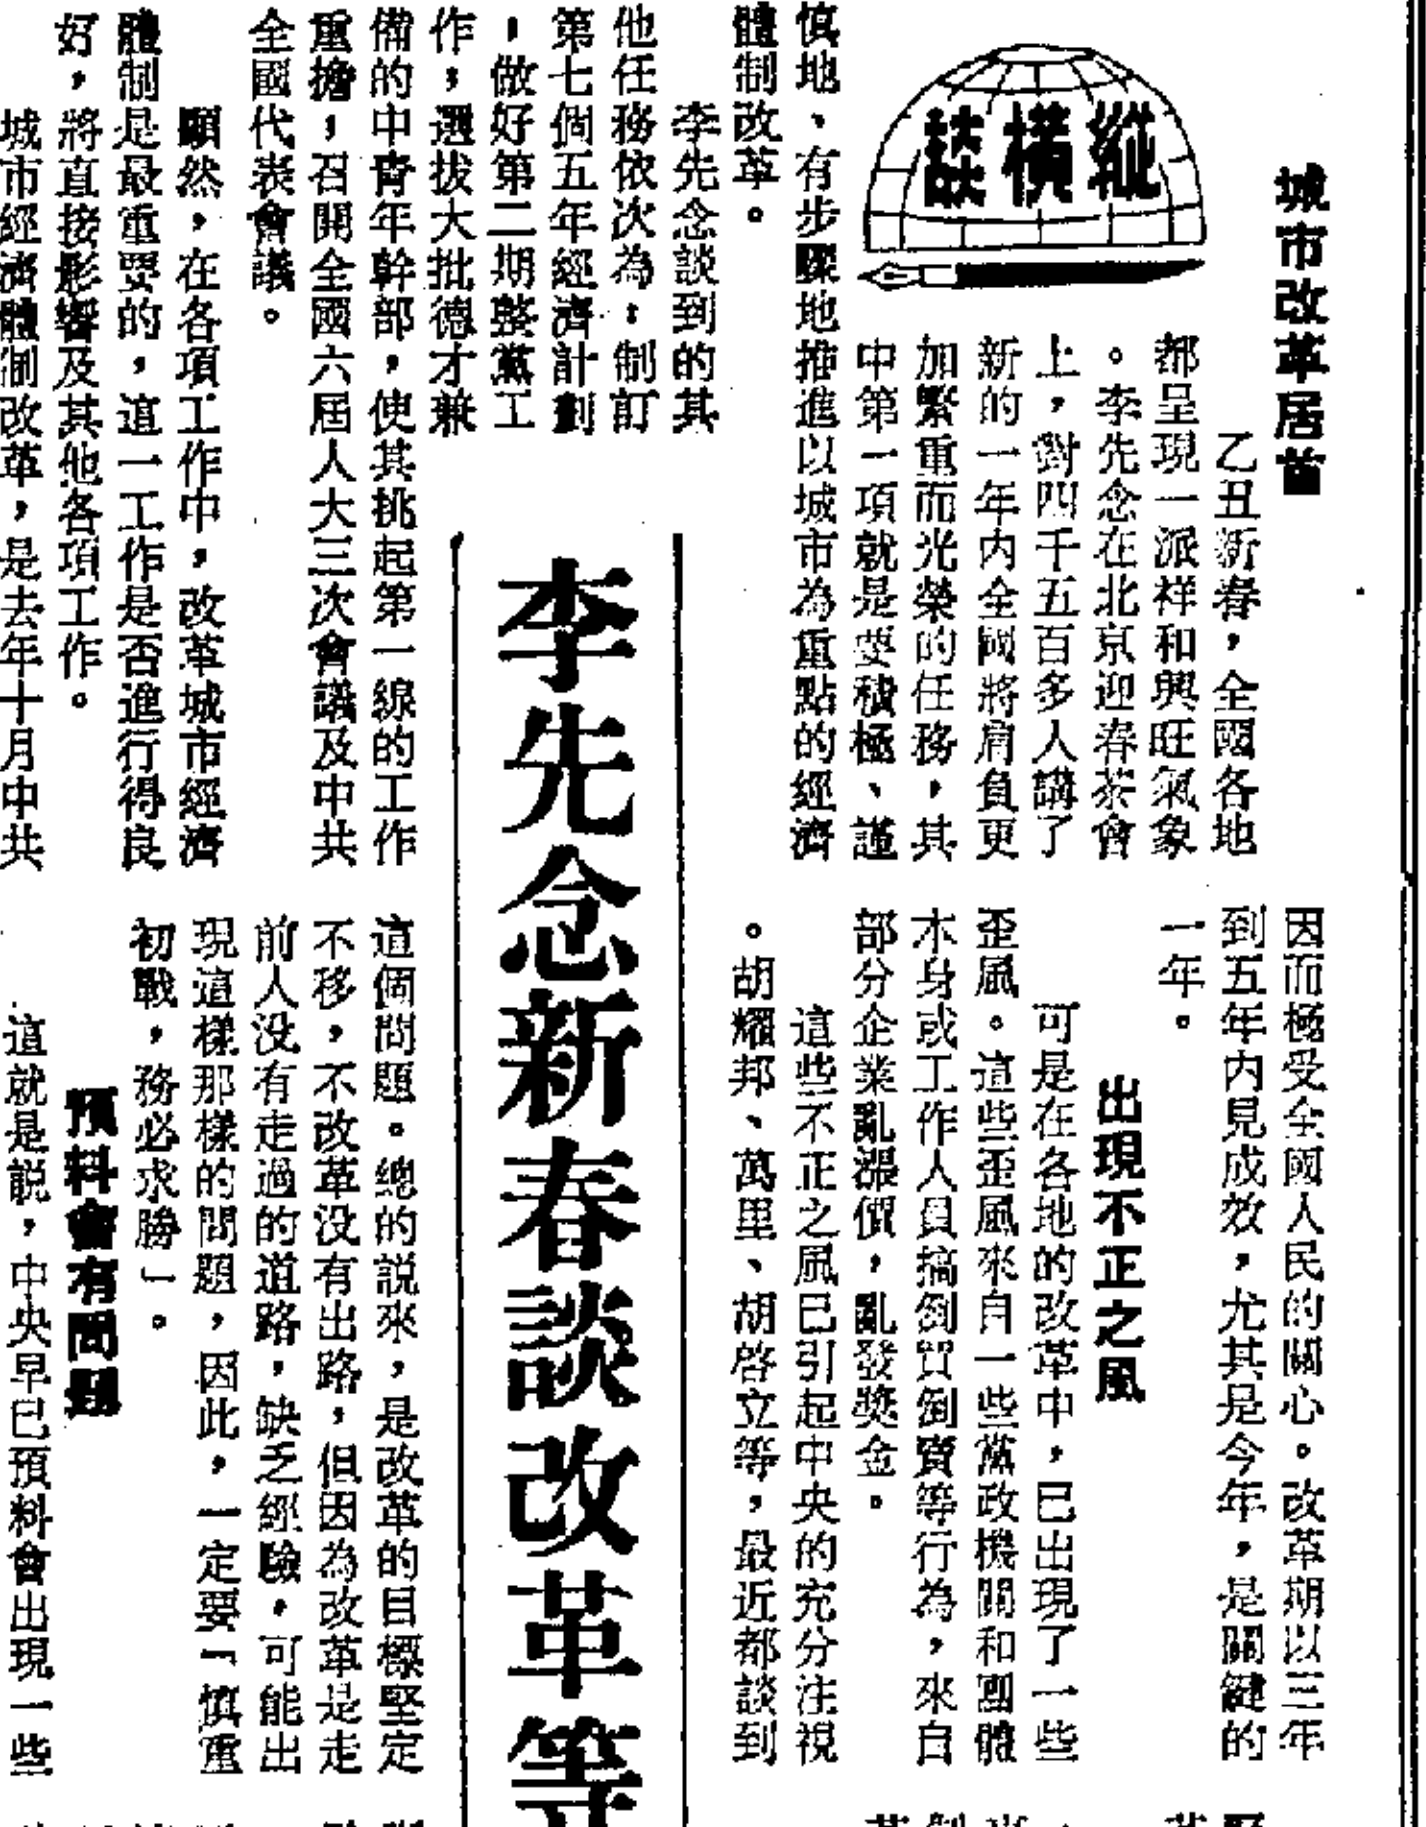 縱橫談
李先念新春談改革等
城市改革居首
乙丑新春，全國各地
都呈現一派祥和興旺氣象
。李先念在北京迎春茶會
上，對四千五百多人講了
新的一年內全國將肩負更
加繁重而光榮的任務，其
中第一項就是要積極、謹
慎地、有步驟地推進以城市為重點的經濟
體制改革。
李先念談到的其
他任務依次為：制訂
第七個五年經濟計劃
，做好第二期整黨工
作，選拔大批德才兼
備的中青年幹部，使其挑起第一線的工作
重擔，召開全國六屆人大三次會議及中共
全國代表會議。
顯然，在各項工作中，改革城市經濟
體制是最重要的，這一工作是否進行得良
好，將直接影響及其他各項工作。
城市經濟體制改革，是去年十月中共
因而極受全國人民的關心。改革期以三年
到五年內見成效，尤其是今年，是關鍵的
一年。
出現不正之風
可是在各地的改革中，已出現了一些
歪風。這些歪風來自一些黨政機關和團體
本身或工作人員搞倒買倒賣等行為，來自
部分企業亂漲價，亂發獎金。
這些不正之風已引起中央的充分注視
。胡耀邦、萬里、胡啓立等，最近都談到
這個問題。總的説來，是改革的目標堅定
不移，不改革没有出路，但因為改革是走
前人没有走過的道路，缺乏經驗，可能出
現這樣那樣的問題，因此，一定要「慎重
初戰，務必求勝」。
預料會有問題
這就是説，中央早已預料會出現一些